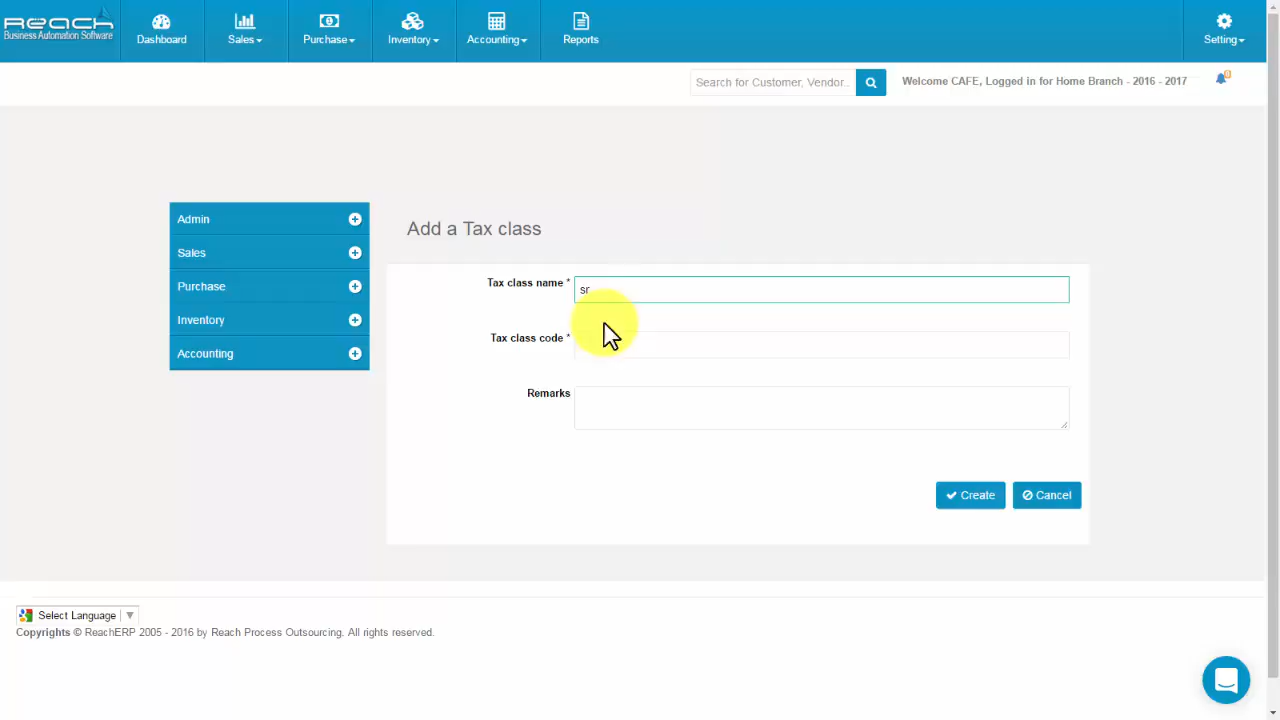 Reach
Business Automation Software
Dashboard
Sales
Purchase
Inventory
Accounting
Reports
Setting
Search for Customer, Vendor..
Welcome CAFE, Logged in for Home Branch - 2016 - 2017
Admin
Sales
Purchase
Inventory
Accounting
Add a Tax class
Tax class name *
sr
Tax class code *
Remarks
Create
Cancel
Select Language
Copyrights © ReachERP 2005 - 2016 by Reach Process Outsourcing. All rights reserved.